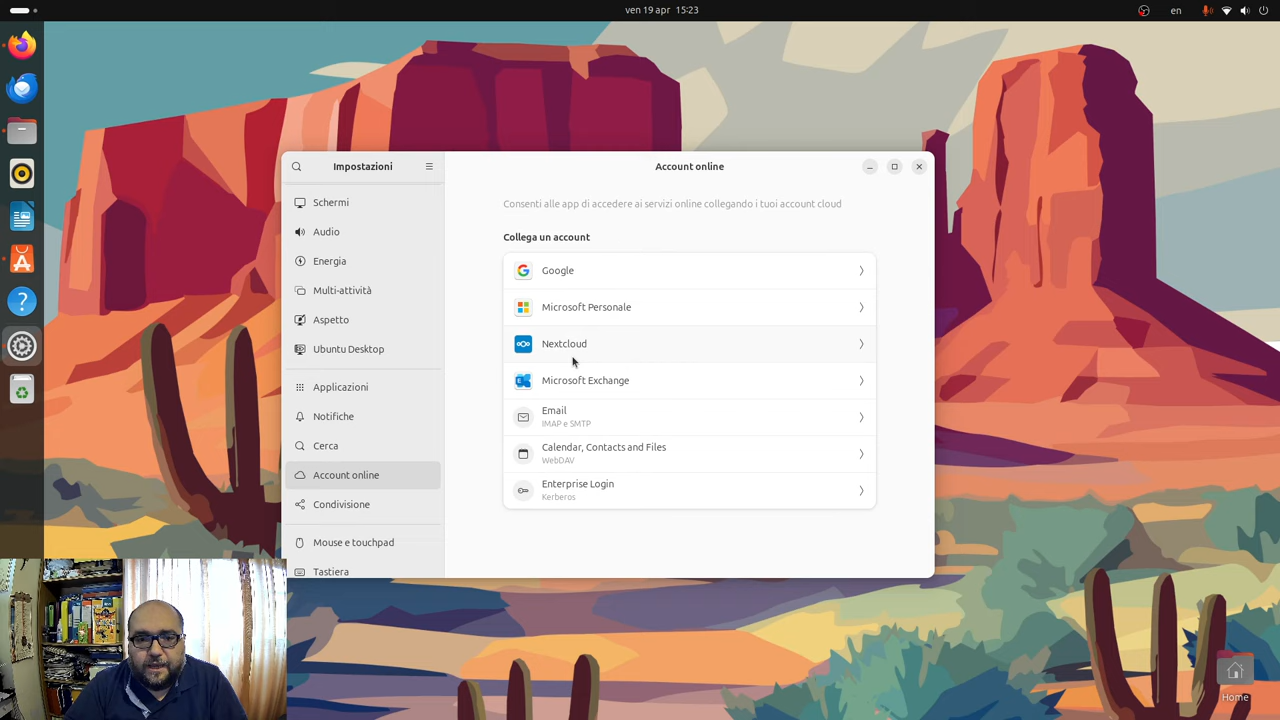 ven 19 apr 15:23
en
Impostazioni
Account online
Schermi
Audio
Energia
Multi-attività
Aspetto
Ubuntu Desktop
Applicazioni
Notifiche
Cerca
Account online
Condivisione
Mouse e touchpad
Tastiera
Consenti alle app di accedere ai servizi online collegando i tuoi account cloud
Collega un account
Google
Microsoft Personale
Nextcloud
Microsoft Exchange
Email
IMAP e SMTP
Calendar, Contacts and Files
WebDAV
Enterprise Login
Kerberos
Home